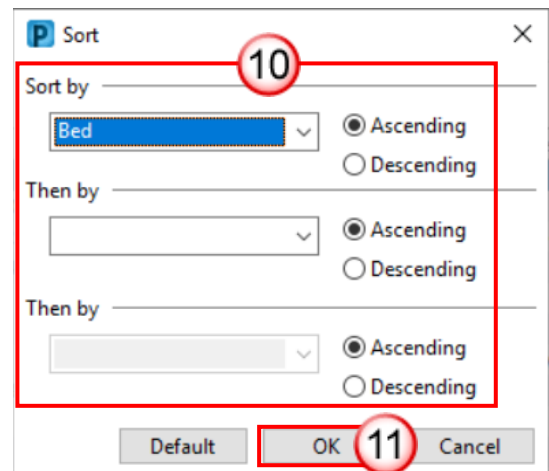 P Sort
10
Sort by
Bed
Ascending
Descending
Then by
Ascending
Descending
Then by
Ascending
Descending
Default OK 11 Cancel